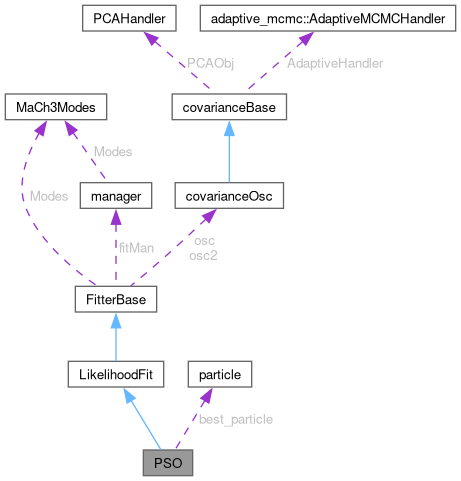 PCAHandler
adaptive_mcmc::AdaptiveMCMCHandler
PCAObj
AdaptiveHandler
MaCh3Modes
covarianceBase
Modes
Modes
manager
covarianceOsc
fitMan
osc
osc2
FitterBase
LikelihoodFit
particle
best_particle
PSO